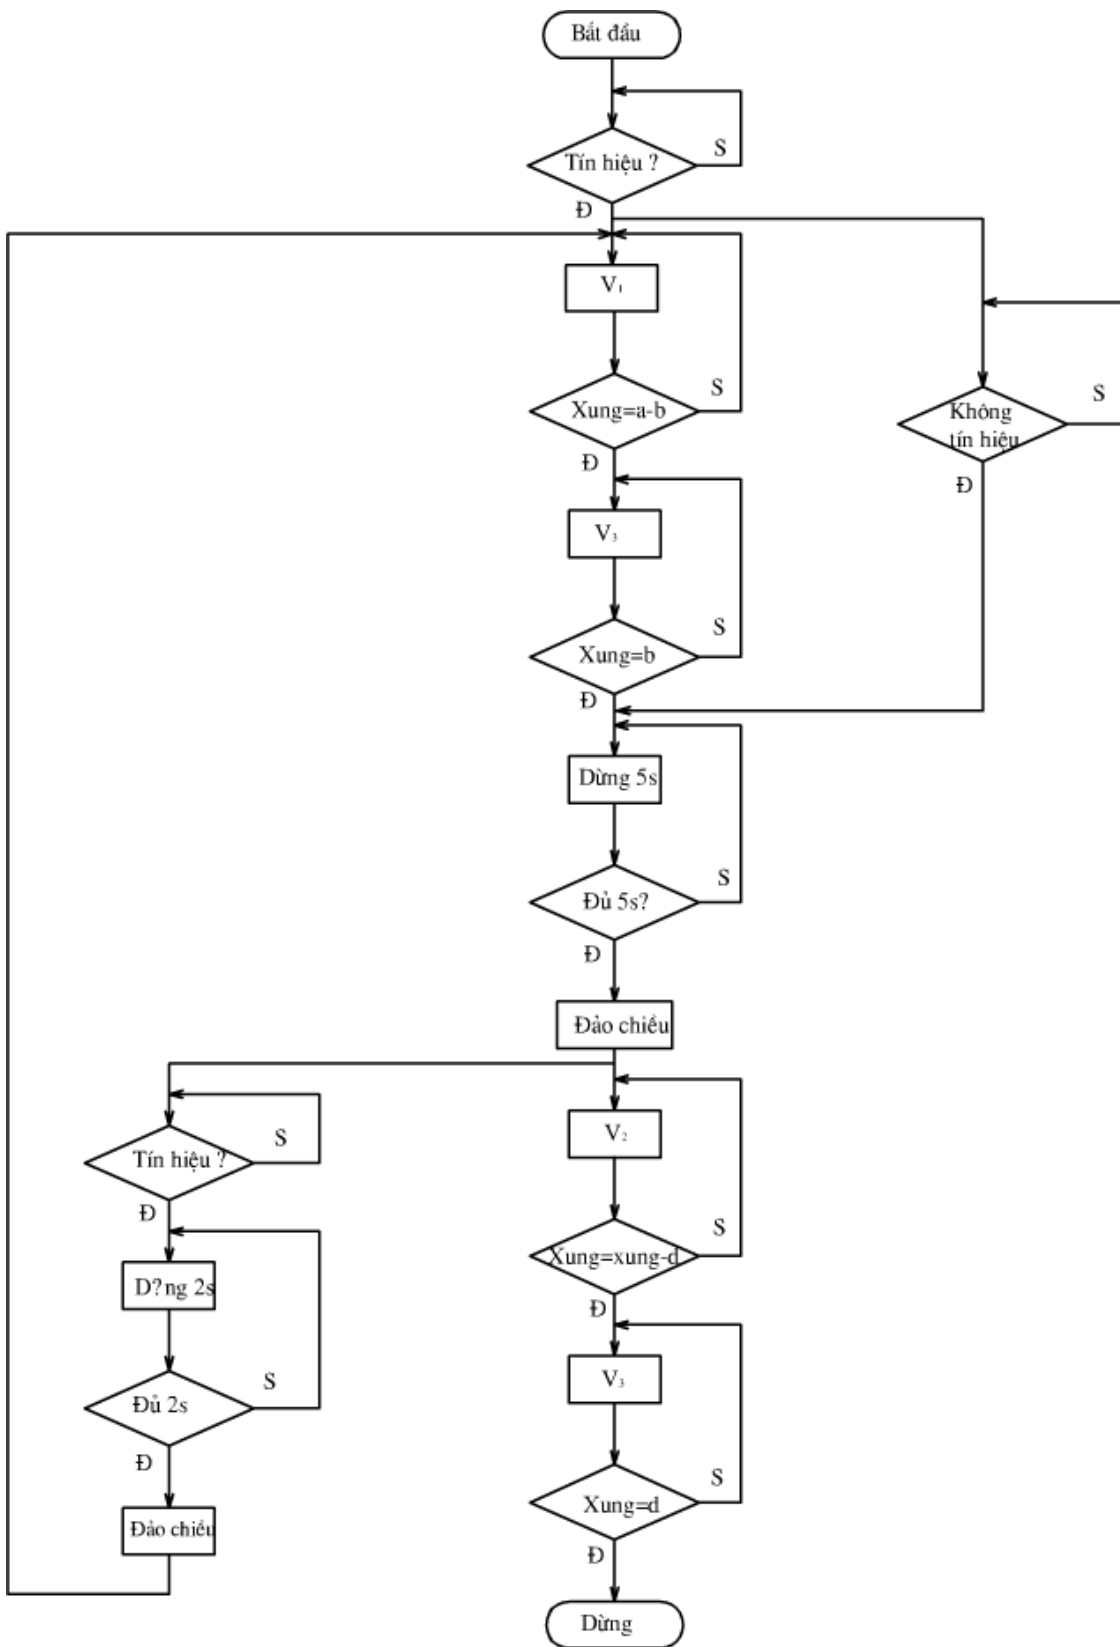 Bắt đầu
Tín hiệu ?
S
Đ
V₁
Xung=a-b
S
Đ
Không
tín hiệu
S
Đ
V₃
Xung=b
S
Đ
Dừng 5s
Đủ 5s?
S
Đ
Đảo chiều
Tín hiệu ?
S
Đ
V₂
Xung=xung-d
S
Đ
D?ng 2s
Đủ 2s
S
Đ
V₃
Xung=d
S
Đ
Đảo chiều
Dừng